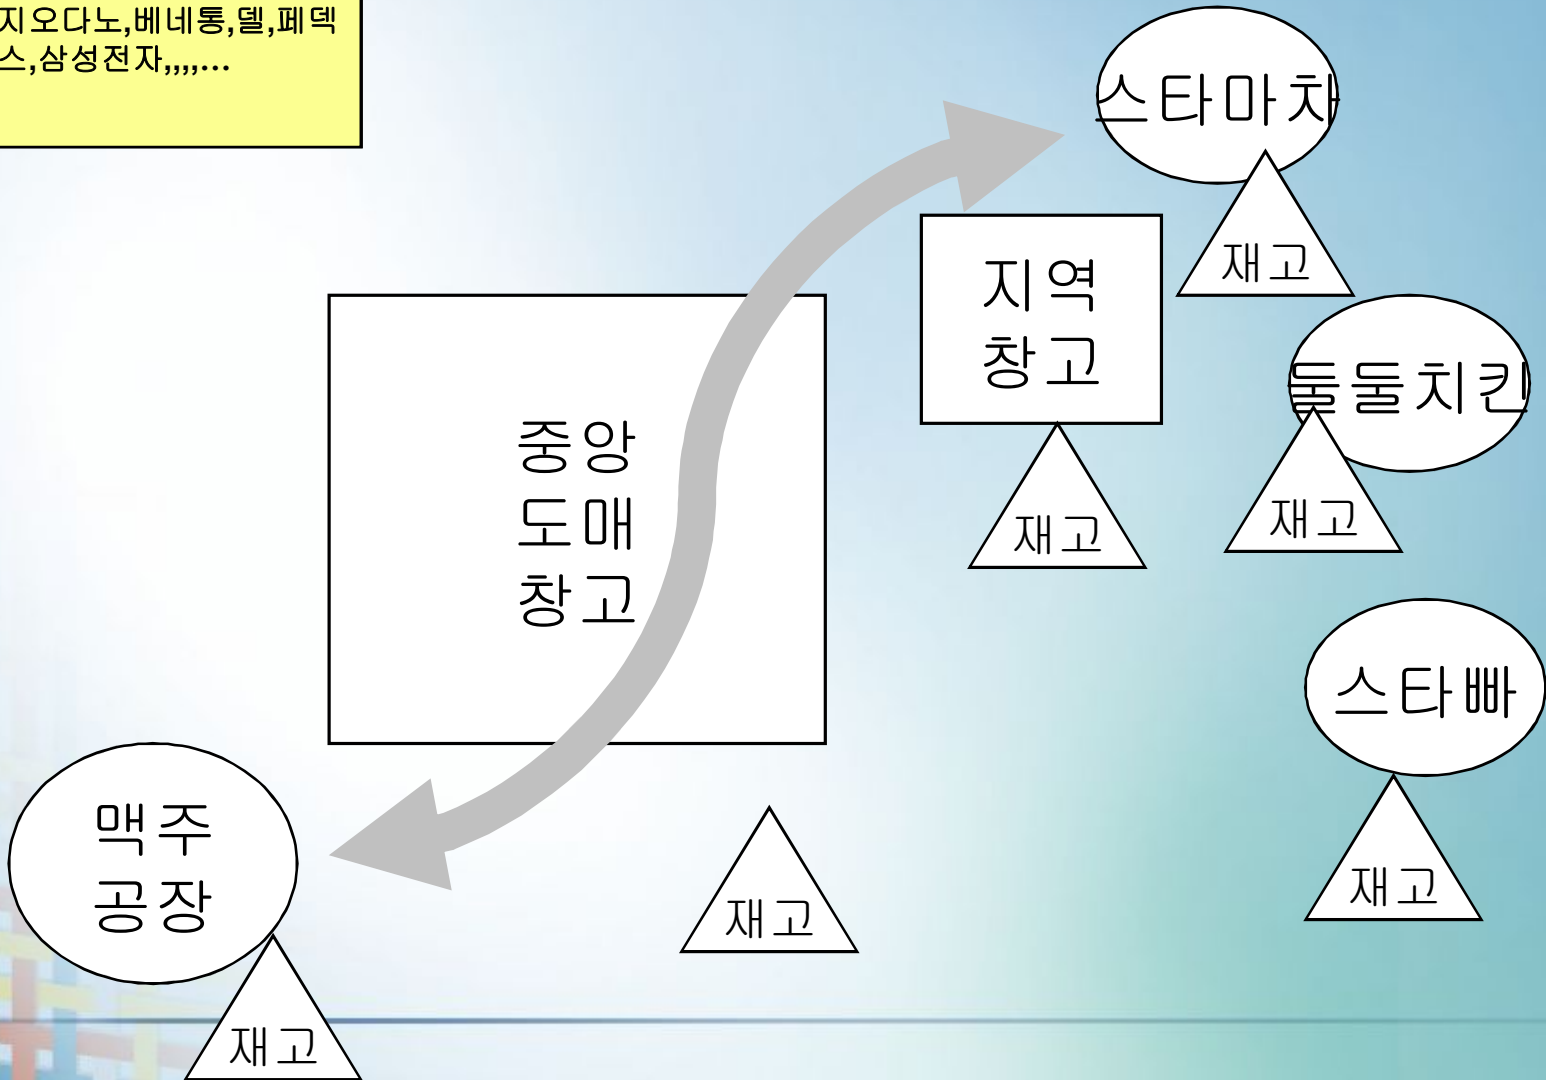 지오다노,베네통,델,페덱
스,삼성전자,,,,...
스타마차
재고
지역
창고
재고
둘둘치킨
재고
중앙
도매
창고
스타빠
재고
맥주
공장
재고
재고